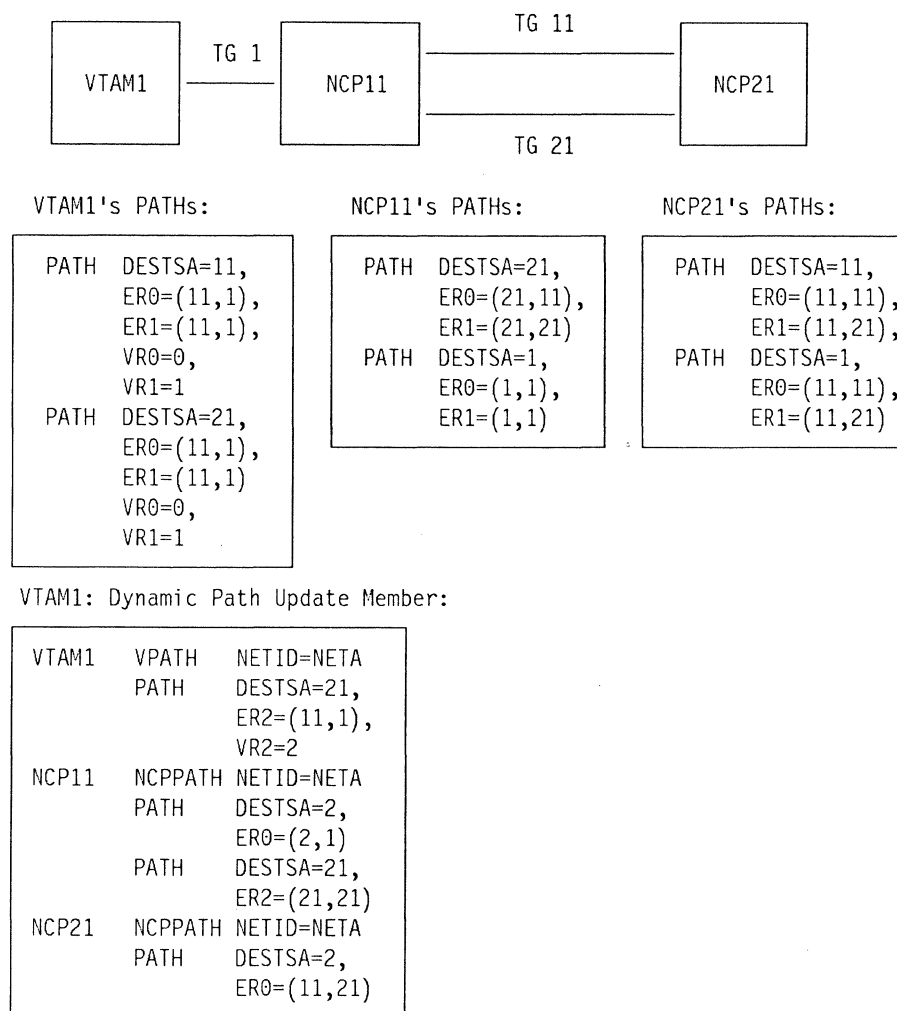 TG 11
TG 1
VTAM1
NCP11
NCP21
TG 21
VTAM1's PATHs:
PATH DESTSA=11,
ER0=(11,1),
ER1=(11,1),
VR0=0,
VR1=1
PATH DESTSA=21,
ER0=(11,1),
ER1=(11,1)
VR0=0,
VR1=1
NCP11's PATHs:
PATH DESTSA=21,
ER0=(21,11),
ER1=(21,21)
PATH DESTSA=1,
ER0=(1,1),
ER1=(1,1)
NCP21's PATHs:
PATH DESTSA=11,
ER0=(11,11),
ER1=(11,21),
PATH DESTSA=1,
ER0=(11,11),
ER1=(11,21)
VTAM1: Dynamic Path Update Member:
VTAM1 VPATH NETID=NETA
PATH DESTSA=21,
ER2=(11,1),
VR2=2
NCP11 NCPPATH NETID=NETA
PATH DESTSA=2,
ER0=(2,1)
PATH DESTSA=21,
ER2=(21,21)
NCP21 NCPPATH NETID=NETA
PATH DESTSA=2,
ER0=(11,21)